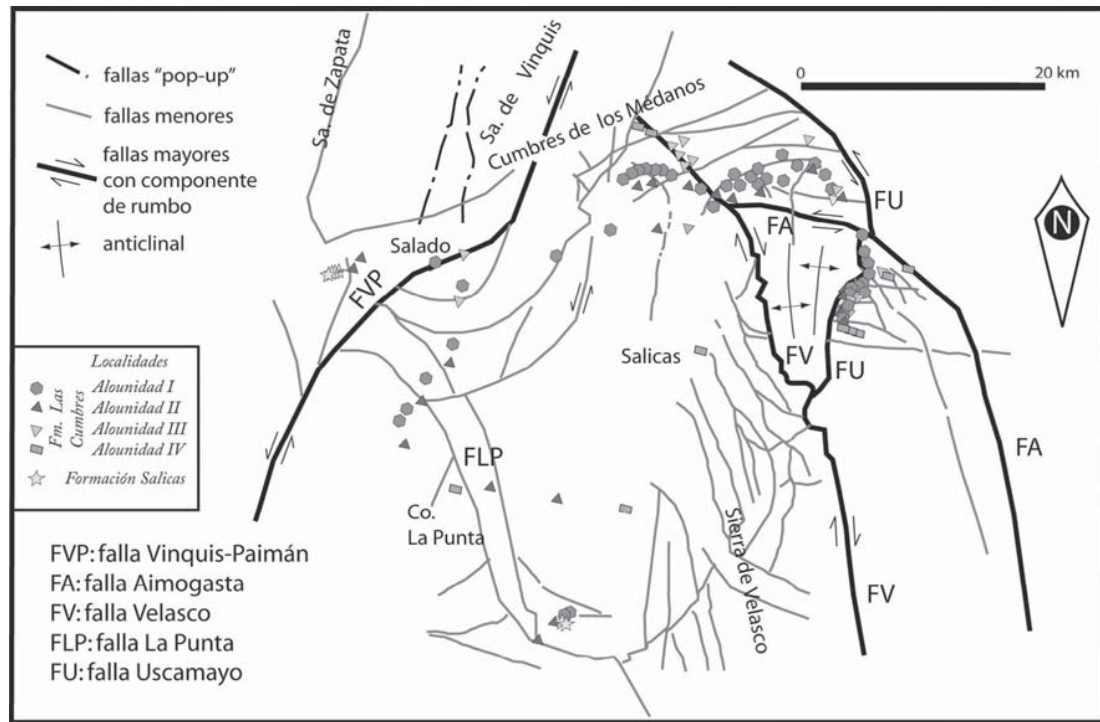 fallas "pop-up"
fallas menores
fallas mayores
con componente
de rumbo
anticlinal
Sa. de Zapata
Sa. de Vinquis
Cumbres de los Médanos
0 20 km
N
FU
FA
Salado
FVP
Salicas
FV
FU
FLP
Co.
La Punta
Sierra de Velasco
FA
FV
Localidades
Fm. Las
Cumbres
Alounidad I
Alounidad II
Alounidad III
Alounidad IV
Formación Salicas
FVP: falla Vinquis-Paimán
FA: falla Aimogasta
FV: falla Velasco
FLP: falla La Punta
FU: falla Uscamayo